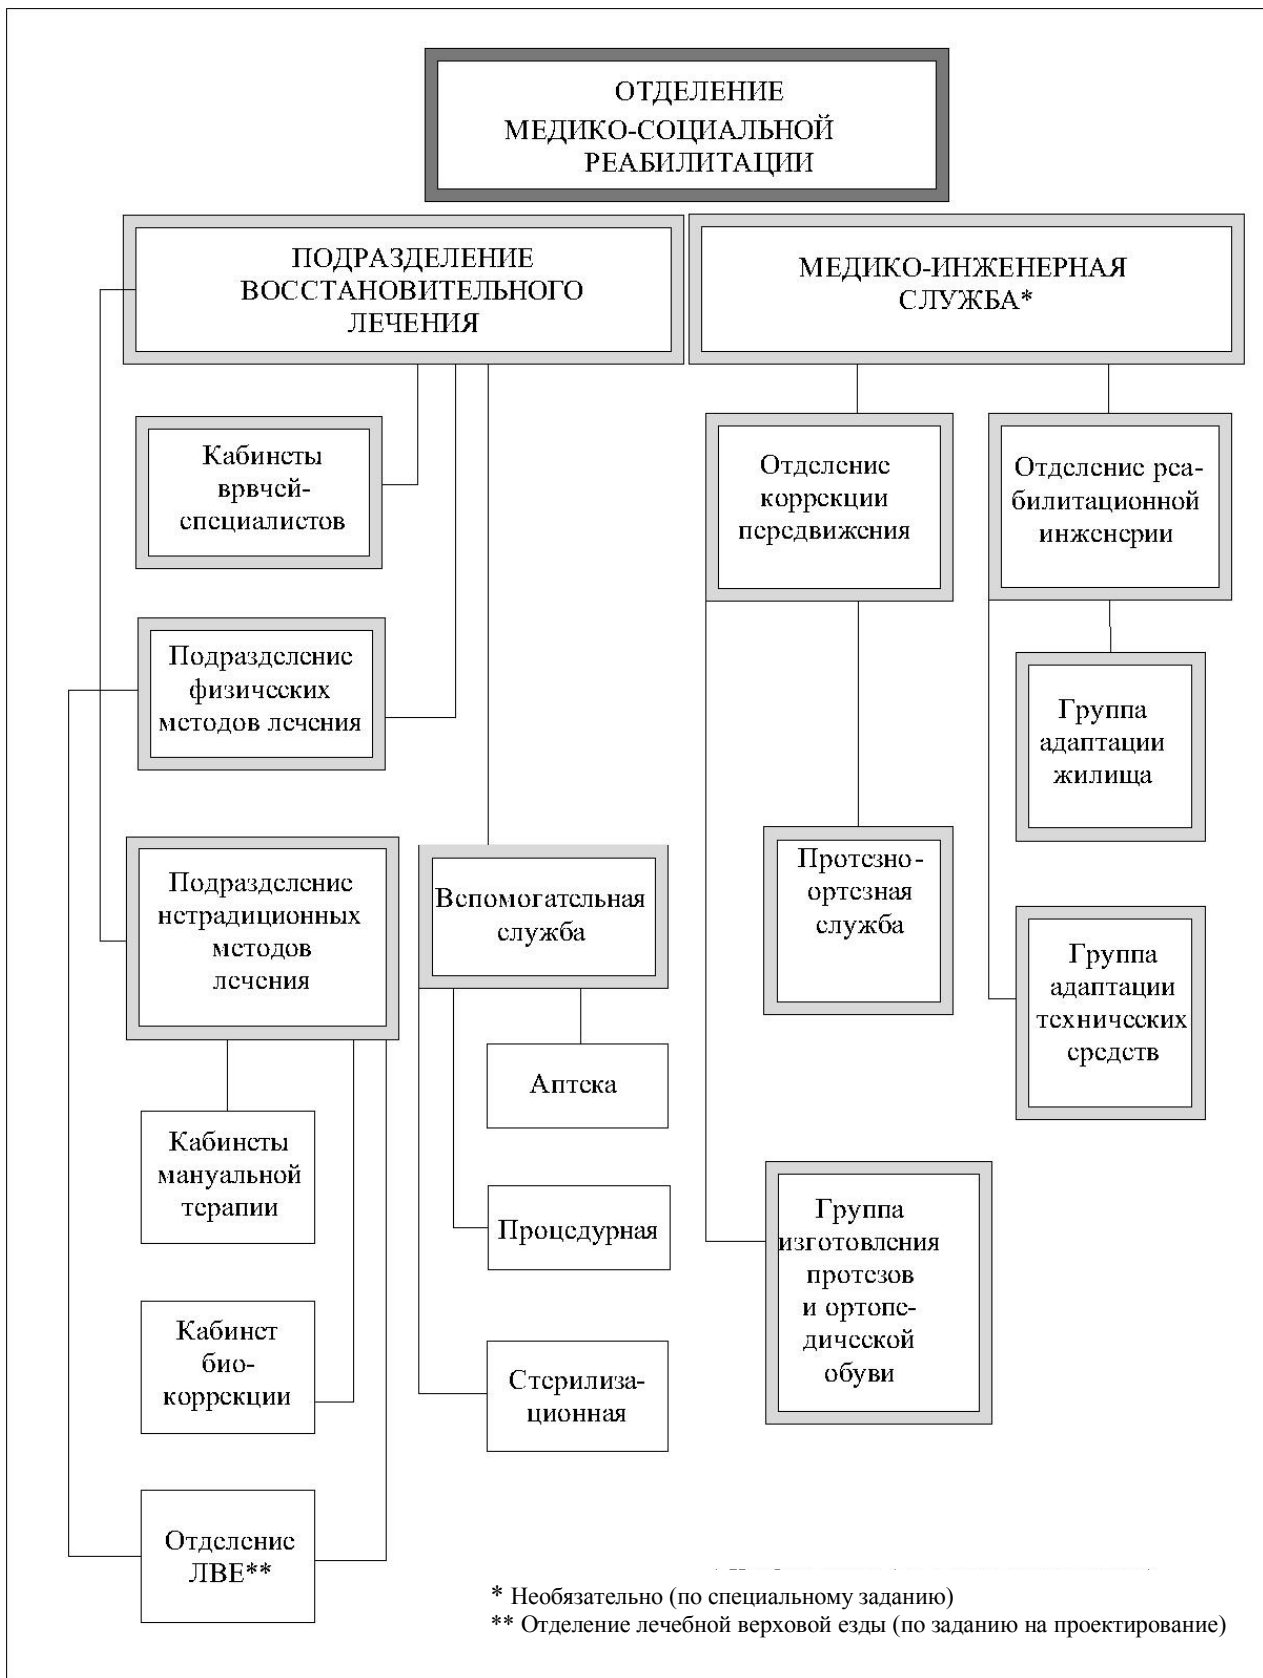 ОТДЕЛЕНИЕ
МЕДИКО-СОЦИАЛЬНОЙ
РЕАБИЛИТАЦИИ
ПОДРАЗДЕЛЕНИЕ
ВОССТАНОВИТЕЛЬНОГО
ЛЕЧЕНИЯ
МЕДИКО-ИНЖЕНЕРНАЯ
СЛУЖБА*
Кабинеты
врвчей-
специалистов
Отделение
коррекции
передвижения
Отделение реа-
билитационной
инженерии
Подразделение
физических
методов лечения
Группа
адаптации
жилища
Подразделение
нетрадиционных
методов
лечения
Вспомогательная
служба
Протезно-
ортезная
служба
Группа
адаптации
технических
средств
Аптека
Кабинеты
мануальной
терапии
Процедурная
Группа
изготовления
протезов
и ортопе-
дической
обуви
Кабинет
био-
коррекции
Стерилиза-
ционная
Отделение
ЛВЕ**
* Необязательно (по специальному заданию)
** Отделение лечебной верховой езды (по заданию на проектирование)